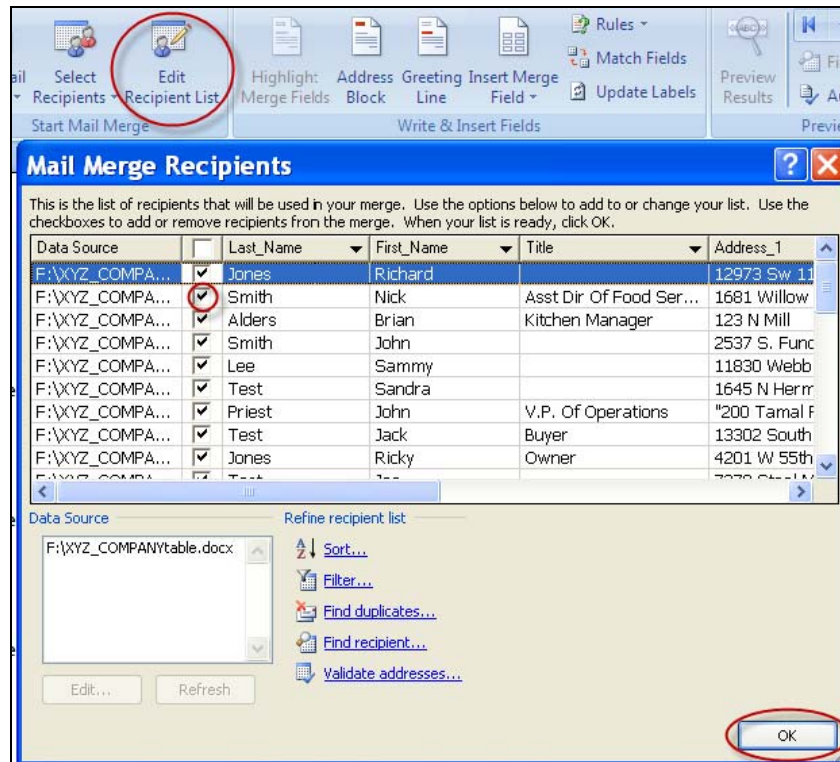 Rules
Match Fields
Update Labels
Select Recipients
Edit Recipient List
Highlight Merge Fields
Address Block
Greeting Line
Insert Merge Field
Preview Results
Start Mail Merge
Write & Insert Fields
Mail Merge Recipients
This is the list of recipients that will be used in your merge. Use the options below to add to or change your list. Use the
checkboxes to add or remove recipients from the merge. When your list is ready, click OK.
Data Source Last_Name First_Name Title Address_1
F:\XYZ_COMPA... Jones Richard 12973 Sw 11
F:\XYZ_COMPA... Smith Nick Asst Dir Of Food Ser... 1681 Willow
F:\XYZ_COMPA... Alders Brian Kitchen Manager 123 N Mill
F:\XYZ_COMPA... Smith John 2537 S. Func
F:\XYZ_COMPA... Lee Sammy 11830 Webb
F:\XYZ_COMPA... Test Sandra 1645 N Herm
F:\XYZ_COMPA... Priest John V.P. Of Operations "200 Tamal
F:\XYZ_COMPA... Test Jack Buyer 13302 South
F:\XYZ_COMPA... Jones Ricky Owner 4201 W 55th
Data Source
F:\XYZ_COMPANYtable.docx
Edit...
Refresh
Refine recipient list
Sort...
Filter...
Find duplicates...
Find recipient...
Validate addresses...
OK